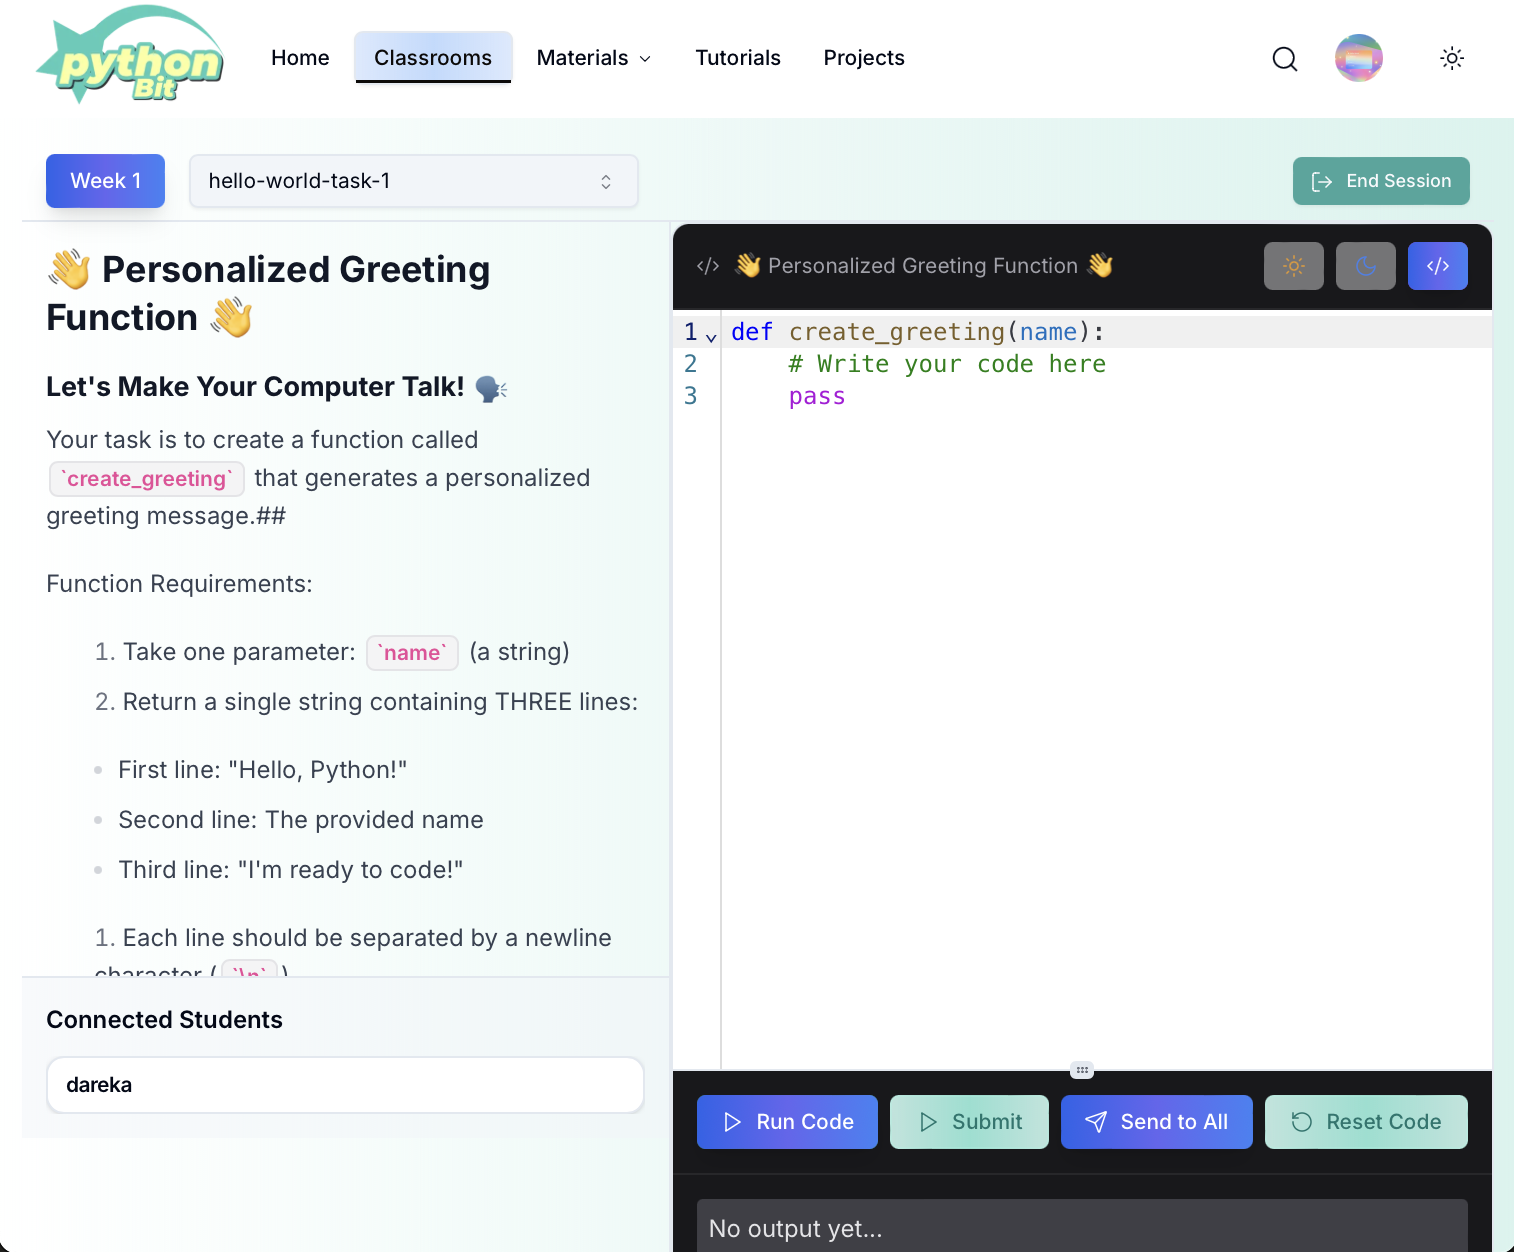 python
Bit
Home
Classrooms
Materials
Tutorials
Projects
Week 1
hello-world-task-1
End Session
👋 Personalized Greeting
Function 👋
Let's Make Your Computer Talk! 🗣️
Your task is to create a function called
`create_greeting` that generates a personalized
greeting message.##
Function Requirements:
1. Take one parameter: `name` (a string)
2. Return a single string containing THREE lines:
• First line: "Hello, Python!"
• Second line: The provided name
• Third line: "I'm ready to code!"
1. Each line should be separated by a newline
character (`\n`)
Connected Students
dareka
</> 👋 Personalized Greeting Function 👋
</>
1 def create_greeting(name):
2     # Write your code here
3     pass
Run Code
Submit
Send to All
Reset Code
No output yet...